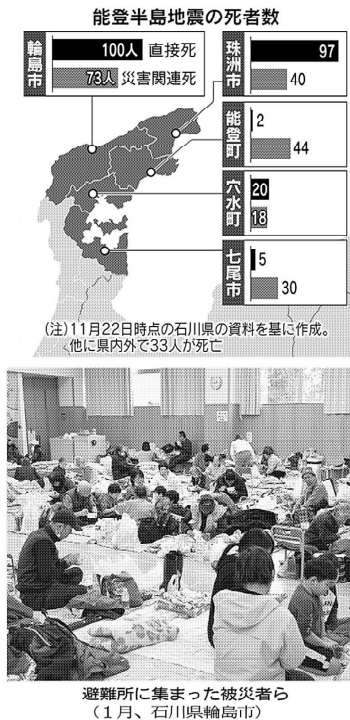 能登半島地震の死者数
輪島市
100人 直接死
73人 災害関連死
珠洲市
97
40
能登町
2
44
穴水町
20
18
七尾市
5
30
(注)11月22日時点の石川県の資料を基に作成。
他に県内外で33人が死亡
避難所に集まった被災者ら
（1月、石川県輪島市）